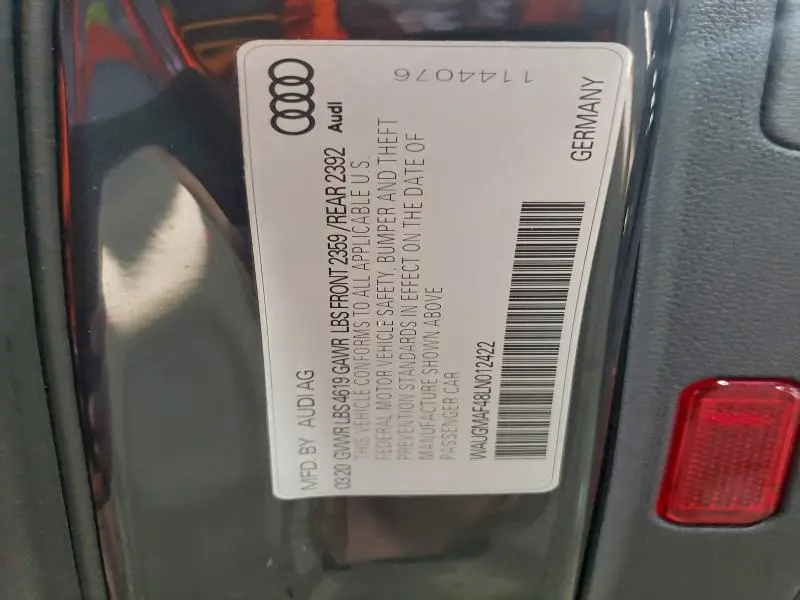 MFD. BY AUDI AG
0320 GVWR LBS 4619 GAWR LBS FRONT 2359 / REAR 2392
THIS VEHICLE CONFORMS TO ALL APPLICABLE U.S.
FEDERAL MOTOR VEHICLE SAFETY, BUMPER AND THEFT
PREVENTION STANDARDS IN EFFECT ON THE DATE OF
MANUFACTURE SHOWN ABOVE
PASSENGER CAR
WAUGMAF48LN012422
Audi
GERMANY
1144076